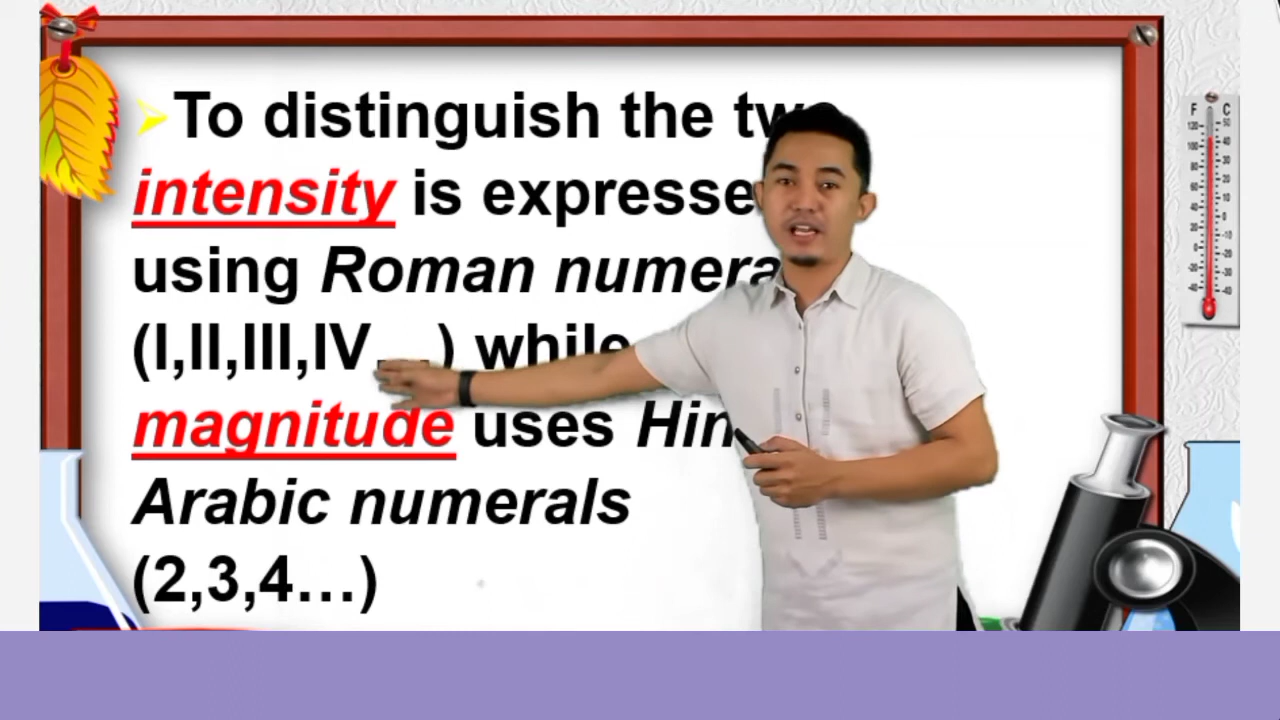 To distinguish the two
intensity is expresse
using Roman numera
(I,II,III,IV…) while
magnitude uses Hin
Arabic numerals
(2,3,4…)
F C